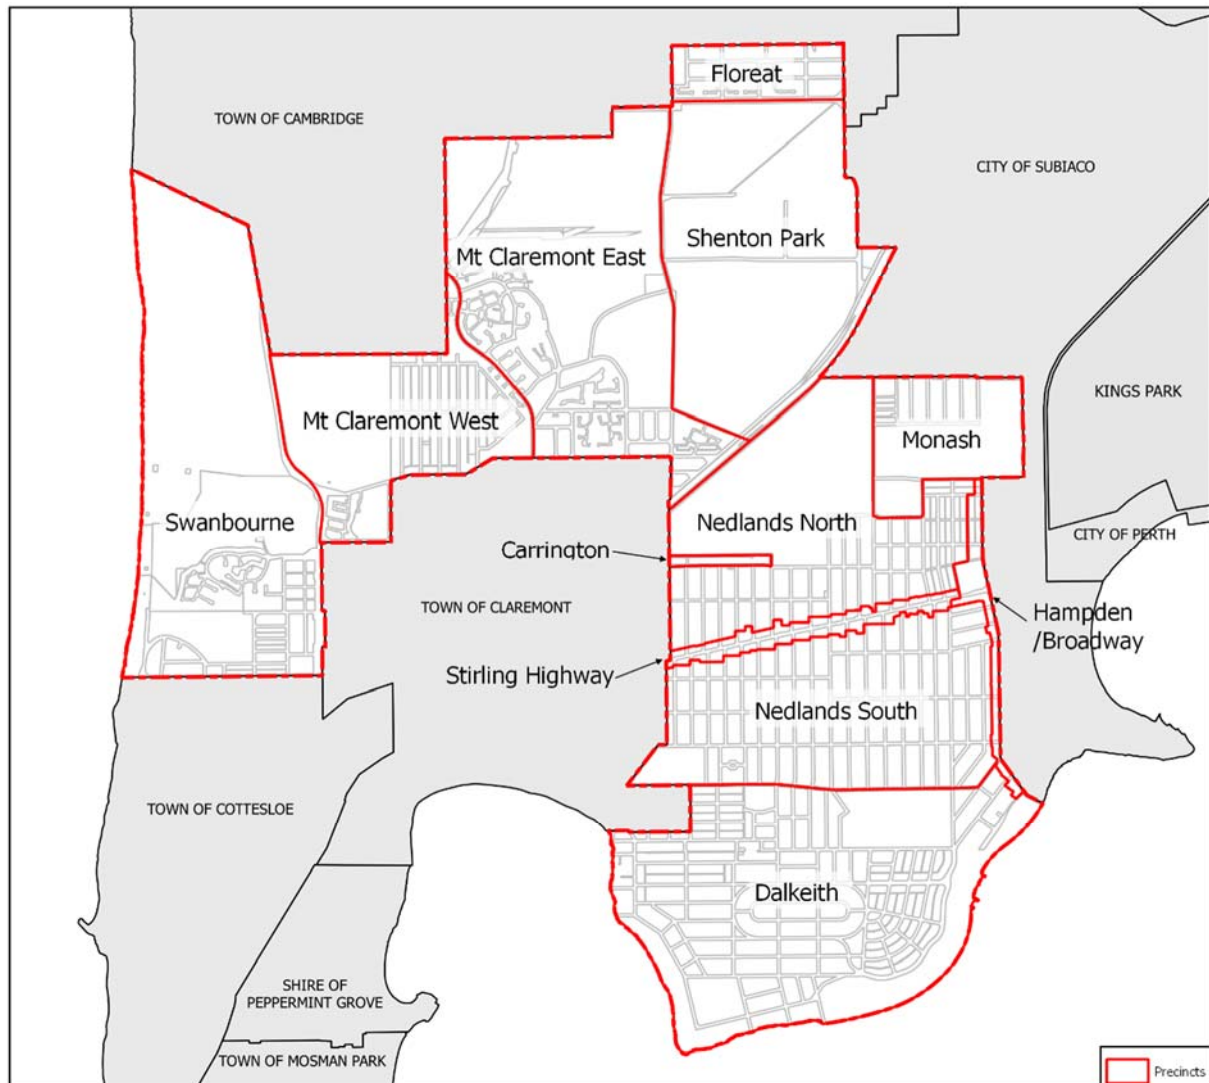 Floreat
TOWN OF CAMBRIDGE
CITY OF SUBIACO
Shenton Park
Mt Claremont East
KINGS PARK
Mt Claremont West
Monash
Swanbourne
Nedlands North
CITY OF PERTH
Carrington
TOWN OF CLAREMONT
Hampden
/Broadway
Stirling Highway
Nedlands South
TOWN OF COTTESLOE
Dalkeith
SHIRE OF
PEPPERMINT GROVE
TOWN OF MOSMAN PARK
Precincts